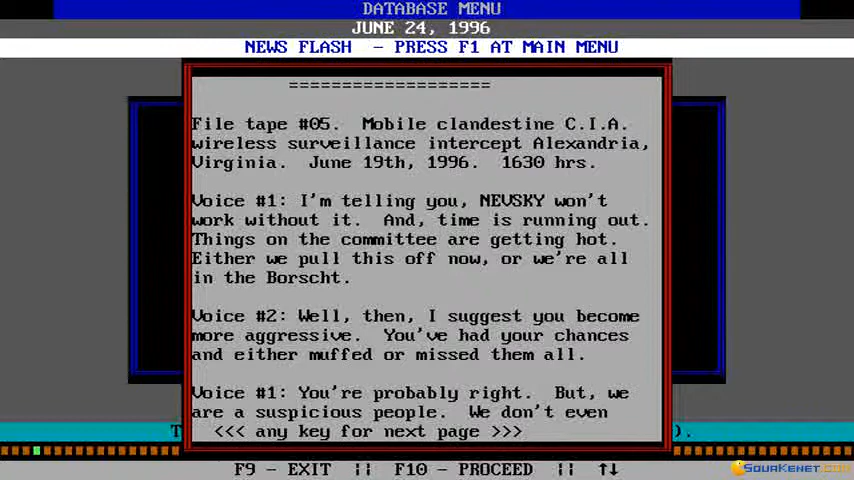 DATABASE MENU
JUNE 24, 1996
NEWS FLASH - PRESS F1 AT MAIN MENU
===================
File tape #05. Mobile clandestine C.I.A.
wireless surveillance intercept Alexandria,
Virginia. June 19th, 1996. 1630 hrs.
Voice #1: I'm telling you, NEVSKY won't
work without it. And, time is running out.
Things on the committee are getting hot.
Either we pull this off now, or we're all
in the Borscht.
Voice #2: Well, then, I suggest you become
more aggressive. You've had your chances
and either muffed or missed them all.
Voice #1: You're probably right. But, we
are a suspicious people. We don't even
T <<< any key for next page >>> ).
F9 - EXIT || F10 - PROCEED || ↑↓
SquaKenet.com